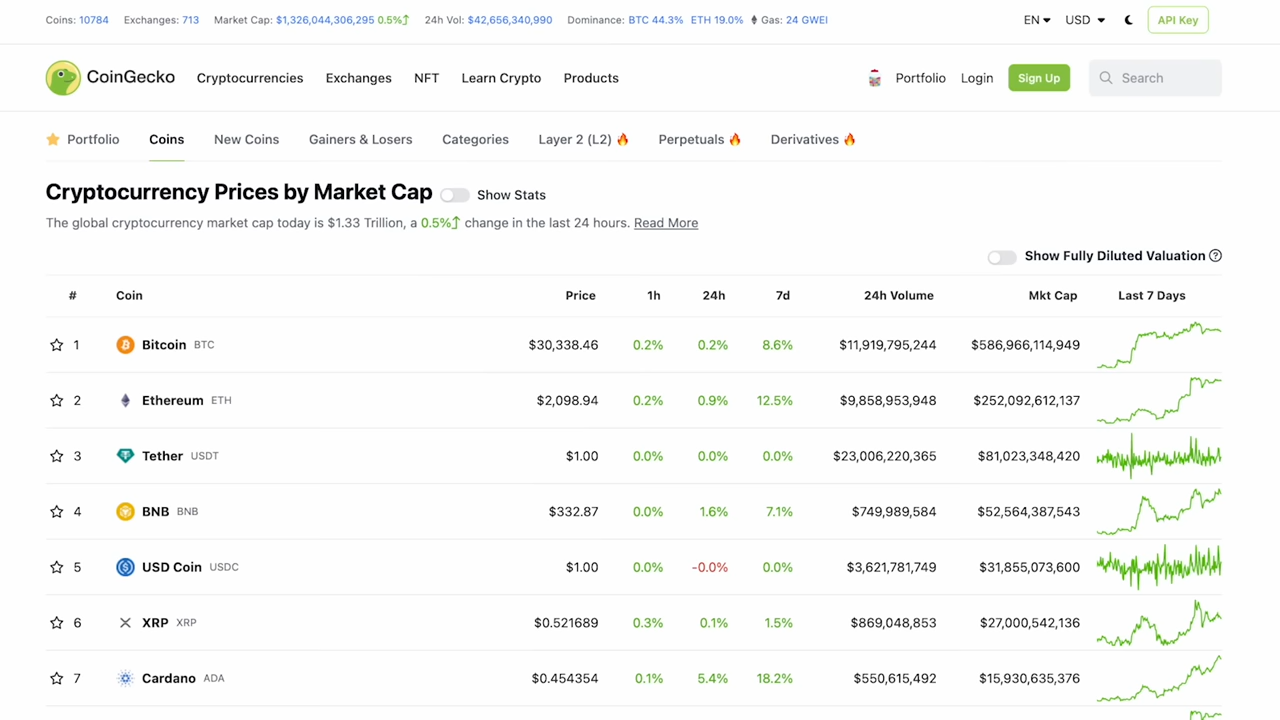 Coins: 10784 Exchanges: 713 Market Cap: $1,326,044,306,295 0.5% 24h Vol: $42,656,340,990 Dominance: BTC 44.3% ETH 19.0% Gas: 24 GWEI EN USD API Key
CoinGecko Cryptocurrencies Exchanges NFT Learn Crypto Products Portfolio Login Sign Up Search
Portfolio Coins New Coins Gainers & Losers Categories Layer 2 (L2) Perpetuals Derivatives
Cryptocurrency Prices by Market Cap Show Stats
The global cryptocurrency market cap today is $1.33 Trillion, a 0.5% change in the last 24 hours. Read More
Show Fully Diluted Valuation ?
# Coin Price 1h 24h 7d 24h Volume Mkt Cap Last 7 Days
1 Bitcoin BTC $30,338.46 0.2% 0.2% 8.6% $11,919,795,244 $586,966,114,949
2 Ethereum ETH $2,098.94 0.2% 0.9% 12.5% $9,858,953,948 $252,092,612,137
3 Tether USDT $1.00 0.0% 0.0% 0.0% $23,006,220,365 $81,023,348,420
4 BNB BNB $332.87 0.0% 1.6% 7.1% $749,989,584 $52,564,387,543
5 USD Coin USDC $1.00 0.0% -0.0% 0.0% $3,621,781,749 $31,855,073,600
6 XRP XRP $0.521689 0.3% 0.1% 1.5% $869,048,853 $27,000,542,136
7 Cardano ADA $0.454354 0.1% 5.4% 18.2% $550,615,492 $15,930,635,376